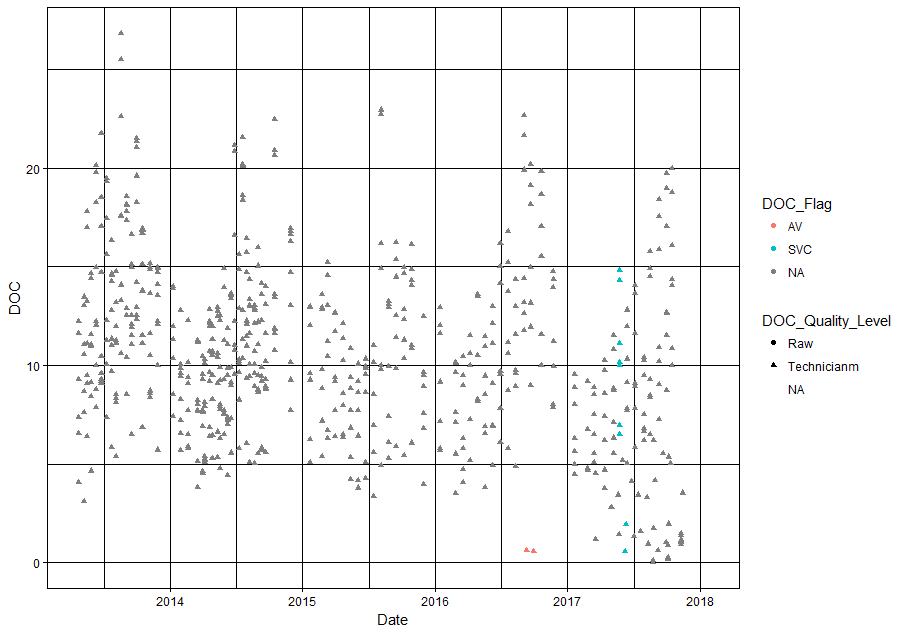 DOC
20
10
0
2014
2015
2016
2017
2018
Date
DOC_Flag
AV
SVC
NA
DOC_Quality_Level
Raw
Technicianm
NA